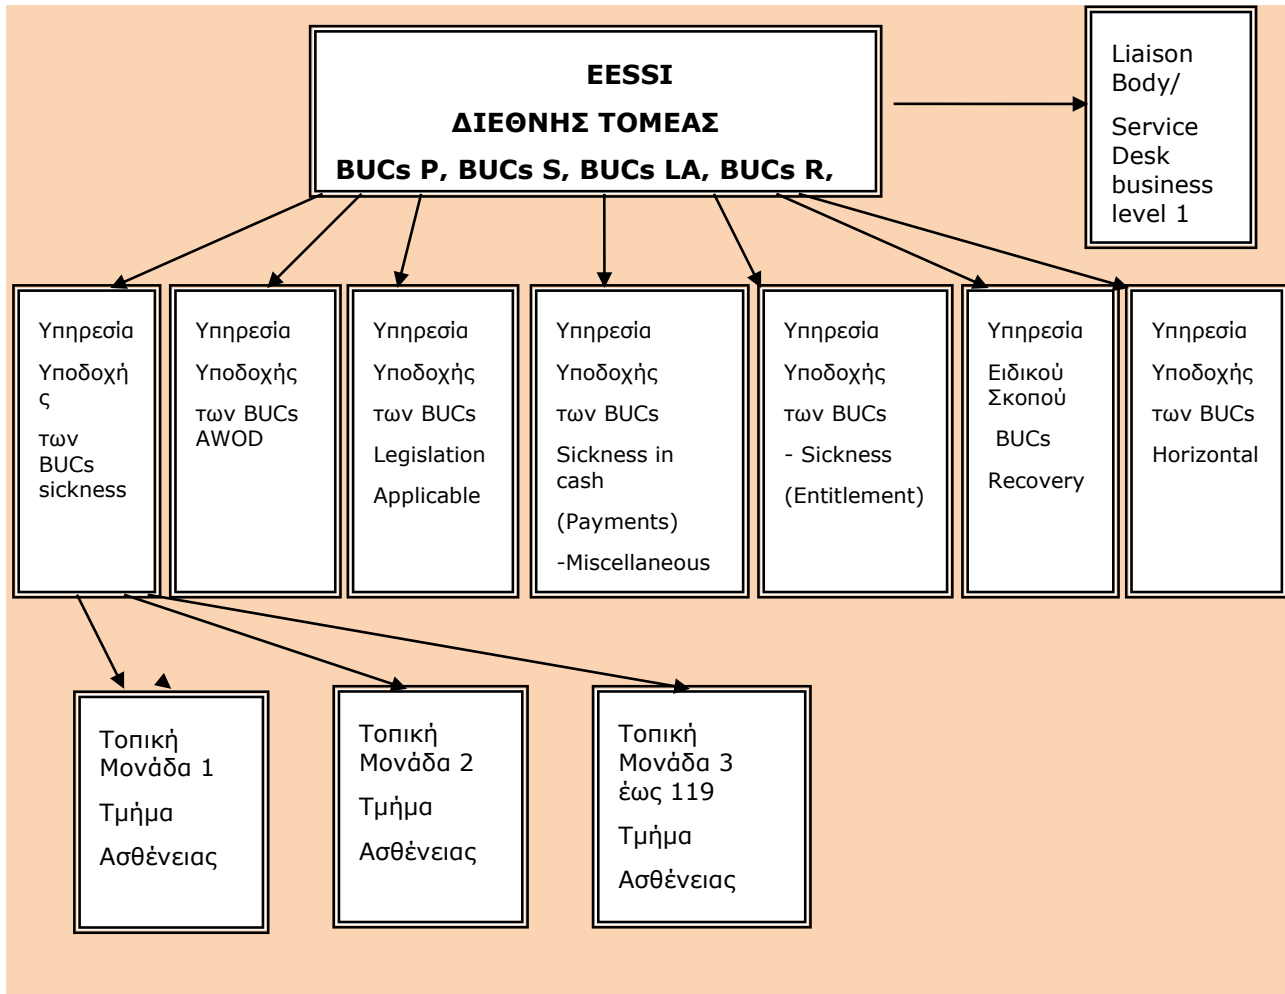 EESSI
ΔΙΕΘΝΗΣ ΤΟΜΕΑΣ
BUCs P, BUCs S, BUCs LA, BUCs R,
Liaison
Body/
Service
Desk
business
level 1
Υπηρεσία
Υποδοχή
ς
των
BUCs
sickness
Υπηρεσία
Υποδοχής
των BUCs
AWOD
Υπηρεσία
Υποδοχής
των BUCs
Legislation
Applicable
Υπηρεσία
Υποδοχής
των BUCs
Sickness in
cash
(Payments)
-Miscellaneous
Υπηρεσία
Υποδοχής
των BUCs
- Sickness
(Entitlement)
Υπηρεσία
Ειδικού
Σκοπού
BUCs
Recovery
Υπηρεσία
Υποδοχής
των BUCs
Horizontal
Τοπική
Μονάδα 1
Τμήμα
Ασθένειας
Τοπική
Μονάδα 2
Τμήμα
Ασθένειας
Τοπική
Μονάδα 3
έως 119
Τμήμα
Ασθένειας